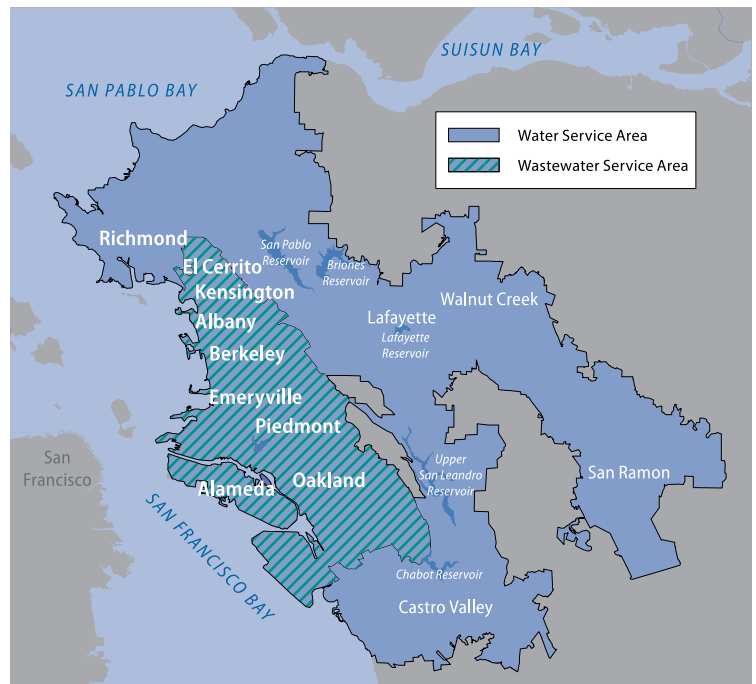 SUISUN BAY
SAN PABLO BAY
Water Service Area
Wastewater Service Area
Richmond
San Pablo
Reservoir
El Cerrito
Briones
Reservoir
Kensington
Walnut Creek
Albany
Lafayette
Lafayette
Reservoir
Berkeley
Emeryville
Piedmont
San
Francisco
Upper
San Leandro
Reservoir
San Ramon
Oakland
Alameda
SAN FRANCISCO BAY
Chabot Reservoir
Castro Valley